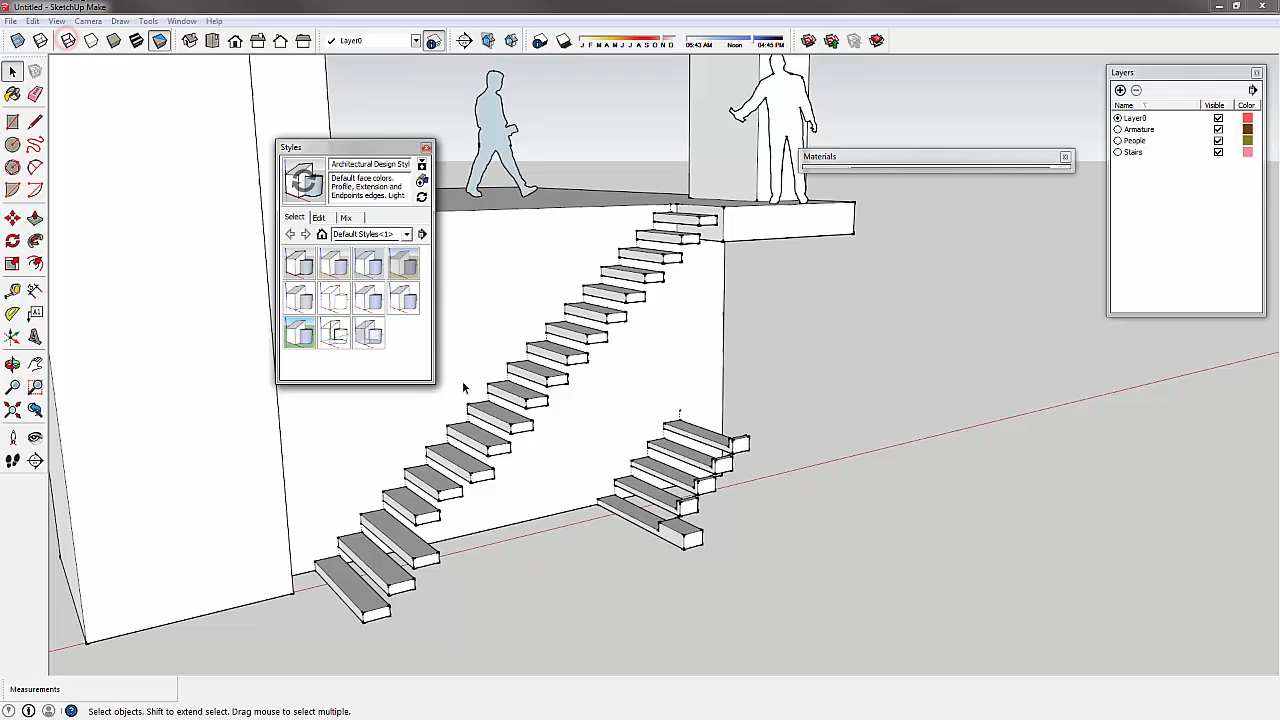 Untitled - SketchUp Make
File Edit View Camera Draw Tools Window Help
Layer0
J F M A M J J A S O N D
06:43 AM Noon 04:45 PM
Styles
Architectural Design Styl
Default face colors.
Profile, Extension and
Endpoints edges. Light
Select Edit Mix
Default Styles<1>
Materials
Layers
Name Visible Color
Layer0
Armature
People
Stairs
A1
Measurements
Select objects. Shift to extend select. Drag mouse to select multiple.